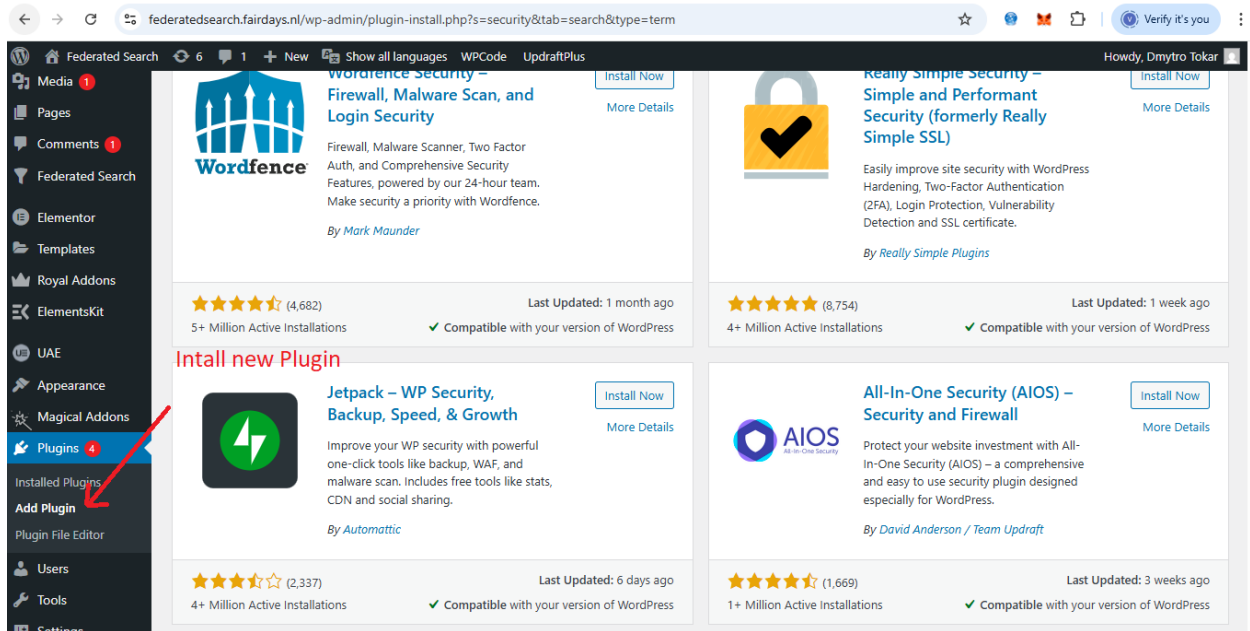 federatedsearch.fairdays.nl/wp-admin/plugin-install.php?s=security&tab=search&type=term
Verify it's you
Federated Search
6
1
New
Show all languages
WPCode
UpdraftPlus
Howdy, Dmytro Tokar
Media 1
Pages
Comments 1
Federated Search
Elementor
Templates
Royal Addons
ElementsKit
UAE
Appearance
Magical Addons
Plugins 4
Installed Plugins
Add Plugin
Plugin File Editor
Users
Tools
Settings
Wordfence
Wordfence Security –
Firewall, Malware Scan, and
Login Security
Install Now
More Details
Firewall, Malware Scanner, Two Factor
Auth, and Comprehensive Security
Features, powered by our 24-hour team.
Make security a priority with Wordfence.
By Mark Maunder
(4,682)
5+ Million Active Installations
Last Updated: 1 month ago
Compatible with your version of WordPress
Really Simple Security –
Simple and Performant
Security (formerly Really
Simple SSL)
Install Now
More Details
Easily improve site security with WordPress
Hardening, Two-Factor Authentication
(2FA), Login Protection, Vulnerability
Detection and SSL certificate.
By Really Simple Plugins
(8,754)
4+ Million Active Installations
Last Updated: 1 week ago
Compatible with your version of WordPress
Intall new Plugin
Jetpack – WP Security,
Backup, Speed, & Growth
Install Now
More Details
Improve your WP security with powerful
one-click tools like backup, WAF, and
malware scan. Includes free tools like stats,
CDN and social sharing.
By Automattic
(2,337)
4+ Million Active Installations
Last Updated: 6 days ago
Compatible with your version of WordPress
AIOS
All-In-One Security
All-In-One Security (AIOS) –
Security and Firewall
Install Now
More Details
Protect your website investment with All-
In-One Security (AIOS) – a comprehensive
and easy to use security plugin designed
especially for WordPress.
By David Anderson / Team Updraft
(1,669)
1+ Million Active Installations
Last Updated: 3 weeks ago
Compatible with your version of WordPress